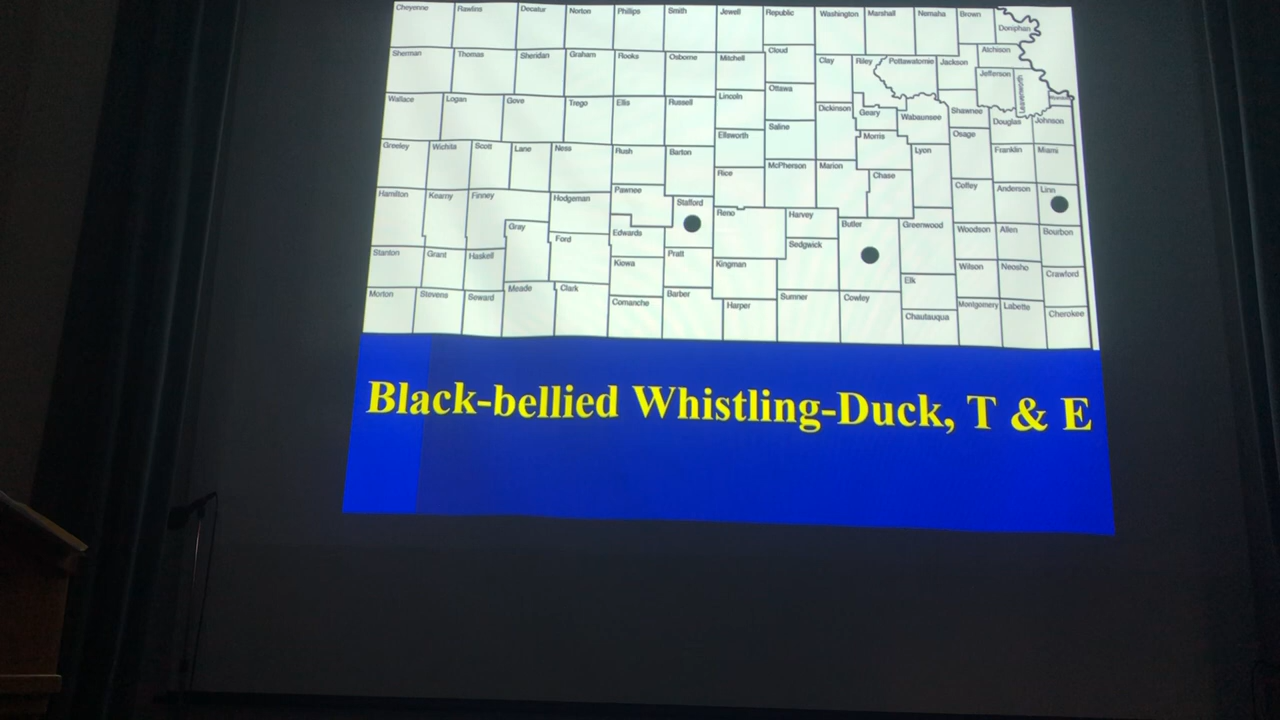 Cheyenne Rawlins Decatur Norton Phillips Smith Jewell Republic Washington Marshall Nemaha Brown Doniphan
Sherman Thomas Sheridan Graham Rooks Osborne Mitchell Cloud Clay Riley Pottawatomie Jackson Atchison
Jefferson Leavenworth
Wallace Logan Gove Trego Ellis Russell Lincoln Ottawa Dickinson Geary Wabaunsee Shawnee Douglas Johnson
Ellsworth Saline Morris Osage
Greeley Wichita Scott Lane Ness Rush Barton Rice McPherson Marion Chase Lyon Franklin Miami
Hamilton Kearny Finney Hodgeman Pawnee Stafford Reno Harvey Butler Greenwood Coffey Anderson Linn
Gray Ford Edwards Sedgwick Woodson Allen Bourbon
Stanton Grant Haskell Kiowa Pratt Kingman Elk Wilson Neosho Crawford
Morton Stevens Seward Meade Clark Comanche Barber Harper Sumner Cowley Chautauqua Montgomery Labette Cherokee
Black-bellied Whistling-Duck, T & E